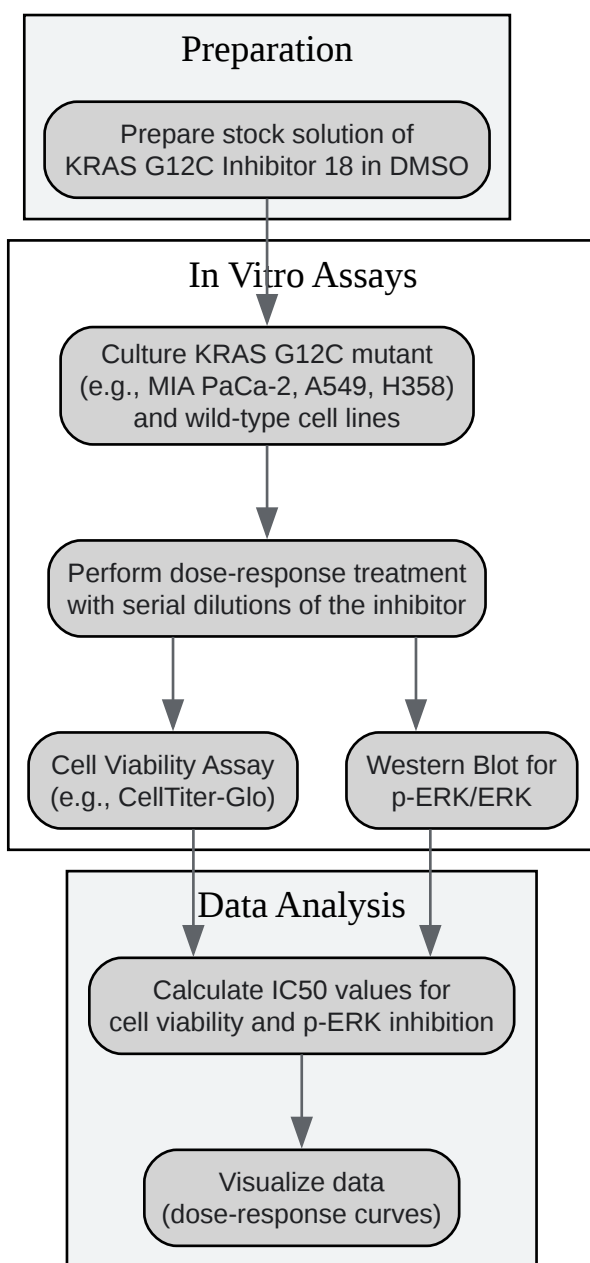 Preparation
Prepare stock solution of
KRAS G12C Inhibitor 18 in DMSO
In Vitro Assays
Culture KRAS G12C mutant
(e.g., MIA PaCa-2, A549, H358)
and wild-type cell lines
Perform dose-response treatment
with serial dilutions of the inhibitor
Cell Viability Assay
(e.g., CellTiter-Glo)
Western Blot for
p-ERK/ERK
Data Analysis
Calculate IC50 values for
cell viability and p-ERK inhibition
Visualize data
(dose-response curves)